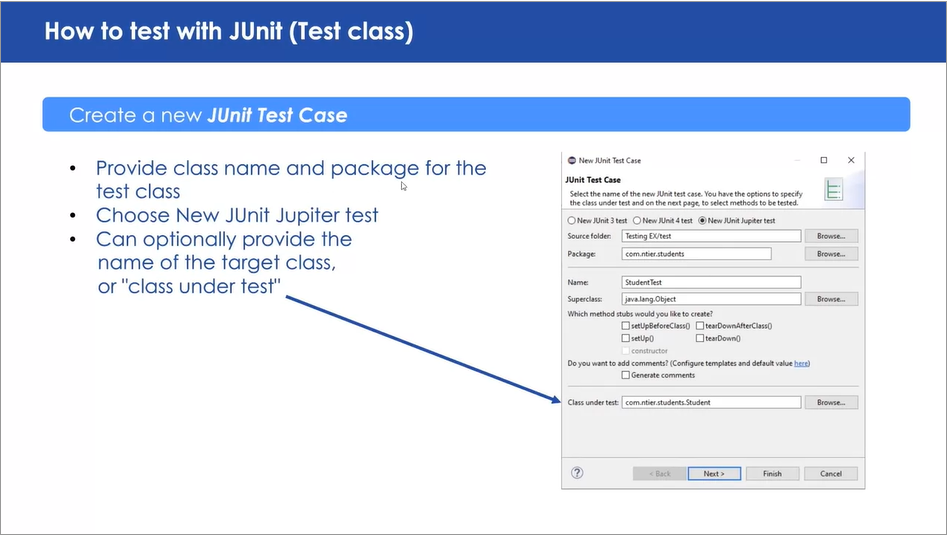 How to test with JUnit (Test class)
Create a new JUnit Test Case
• Provide class name and package for the
test class
• Choose New JUnit Jupiter test
• Can optionally provide the
name of the target class,
or "class under test"
New JUnit Test Case
JUnit Test Case
Select the name of the new JUnit test case. You have the options to specify
the class under test and on the next page, to select methods to be tested.
New JUnit 3 test New JUnit 4 test New JUnit Jupiter test
Source folder: Testing EX/test Browse...
Package: com.ntier.students Browse...
Name: StudentTest
Superclass: java.lang.Object Browse...
Which method stubs would you like to create?
setUpBeforeClass() tearDownAfterClass()
setUp() tearDown()
constructor
Do you want to add comments? (Configure templates and default value here)
Generate comments
Class under test: com.ntier.students.Student Browse...
? < Back Next > Finish Cancel